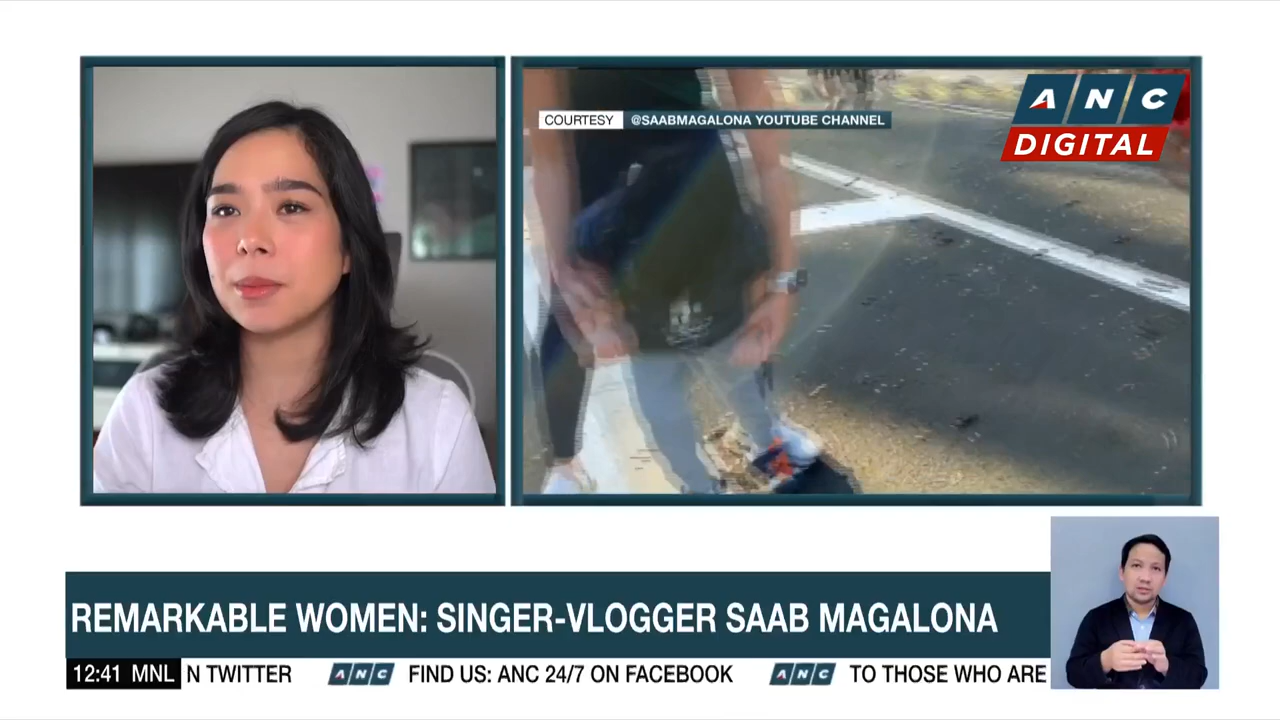 COURTESY @SAABMAGALONA YOUTUBE CHANNEL
ANC
DIGITAL
REMARKABLE WOMEN: SINGER-VLOGGER SAAB MAGALONA
12:41 MNL N TWITTER ANC FIND US: ANC 24/7 ON FACEBOOK ANC TO THOSE WHO ARE